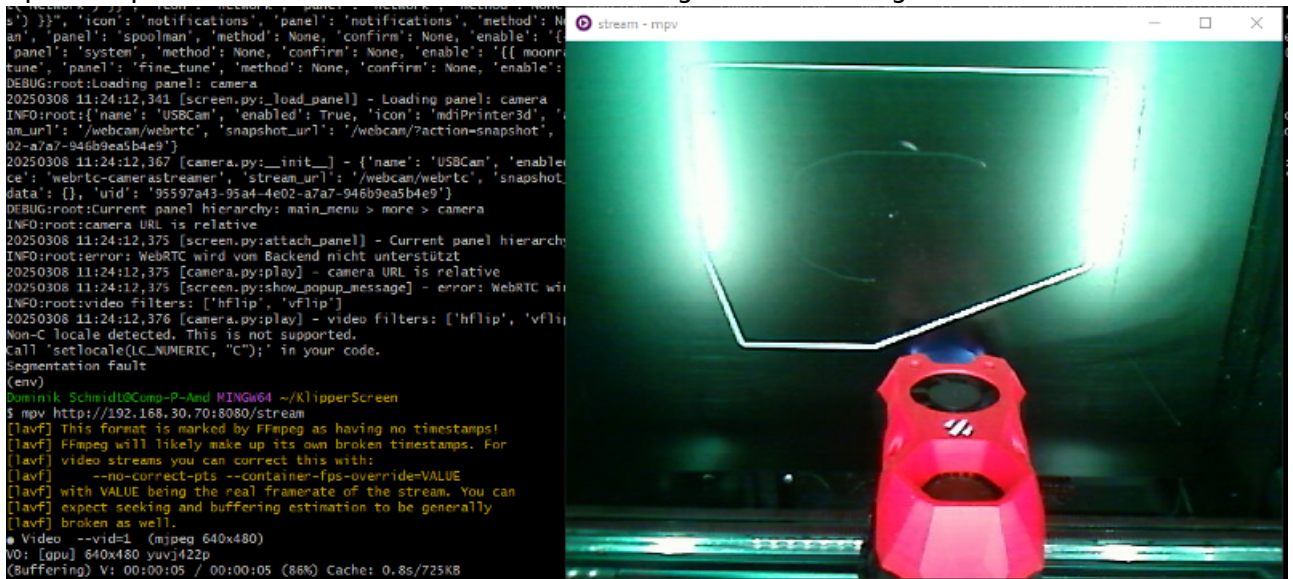 s') }}", 'icon': 'notifications', 'panel': 'notifications', 'method': N
an', 'panel': 'spoolman', 'method': None, 'confirm': None, 'enable': '{
'panel': 'system', 'method': None, 'confirm': None, 'enable': '{{ moonr
tune', 'panel': 'fine_tune', 'method': None, 'confirm': None, 'enable':
DEBUG:root:Loading panel: camera
20250308 11:24:12,341 [screen.py:_load_panel] - Loading panel: camera
INFO:root:{'name': 'USBCam', 'enabled': True, 'icon': 'mdiPrinter3d', '
am_url': '/webcam/webrtc', 'snapshot_url': '/webcam/?action=snapshot',
02-a7a7-946b9ea5b4e9'}
20250308 11:24:12,367 [camera.py:__init__] - {'name': 'USBCam', 'enable
ce': 'webrtc-camerastreamer', 'stream_url': '/webcam/webrtc', 'snapshot_
data': {}, 'uid': '95597a43-95a4-4e02-a7a7-946b9ea5b4e9'}
DEBUG:root:Current panel hierarchy: main_menu > more > camera
INFO:root:camera URL is relative
20250308 11:24:12,375 [screen.py:attach_panel] - Current panel hierarch
INFO:root:error: WebRTC wird vom Backend nicht unterstützt
20250308 11:24:12,375 [camera.py:play] - camera URL is relative
20250308 11:24:12,375 [screen.py:show_popup_message] - error: WebRTC wi
INFO:root:video filters: ['hflip', 'vflip']
20250308 11:24:12,376 [camera.py:play] - video filters: ['hflip', 'vfli
Non-C locale detected. This is not supported.
Call 'setlocale(LC_NUMERIC, "C");' in your code.
Segmentation fault
(env)
Dominik Schmidt@Comp-P-And MINGW64 ~/KlipperScreen
$ mpv http://192.168.30.70:8080/stream
[lavf] This format is marked by FFmpeg as having no timestamps!
[lavf] FFmpeg will likely make up its own broken timestamps. For
[lavf] video streams you can correct this with:
[lavf]     --no-correct-pts --container-fps-override=VALUE
[lavf] with VALUE being the real framerate of the stream. You can
[lavf] expect seeking and buffering estimation to be generally
[lavf] broken as well.
● Video  --vid=1  (mjpeg 640x480)
VO: [gpu] 640x480 yuvj422p
(Buffering) V: 00:00:05 / 00:00:05 (86%) Cache: 0.8s/725KB
stream - mpv